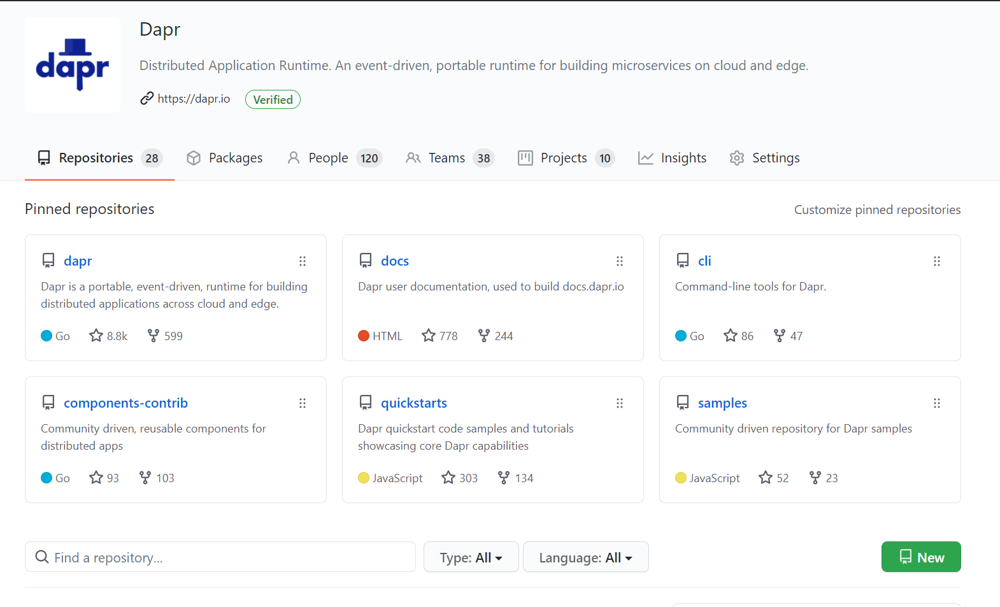 dapr
Dapr
Distributed Application Runtime. An event-driven, portable runtime for building microservices on cloud and edge.
https://dapr.io Verified
Repositories 28 Packages People 120 Teams 38 Projects 10 Insights Settings
Pinned repositories Customize pinned repositories
dapr
Dapr is a portable, event-driven, runtime for building
distributed applications across cloud and edge.
Go 8.8k 599
docs
Dapr user documentation, used to build docs.dapr.io
HTML 778 244
cli
Command-line tools for Dapr.
Go 86 47
components-contrib
Community driven, reusable components for
distributed apps
Go 93 103
quickstarts
Dapr quickstart code samples and tutorials
showcasing core Dapr capabilities
JavaScript 303 134
samples
Community driven repository for Dapr samples
JavaScript 52 23
Find a repository... Type: All Language: All New